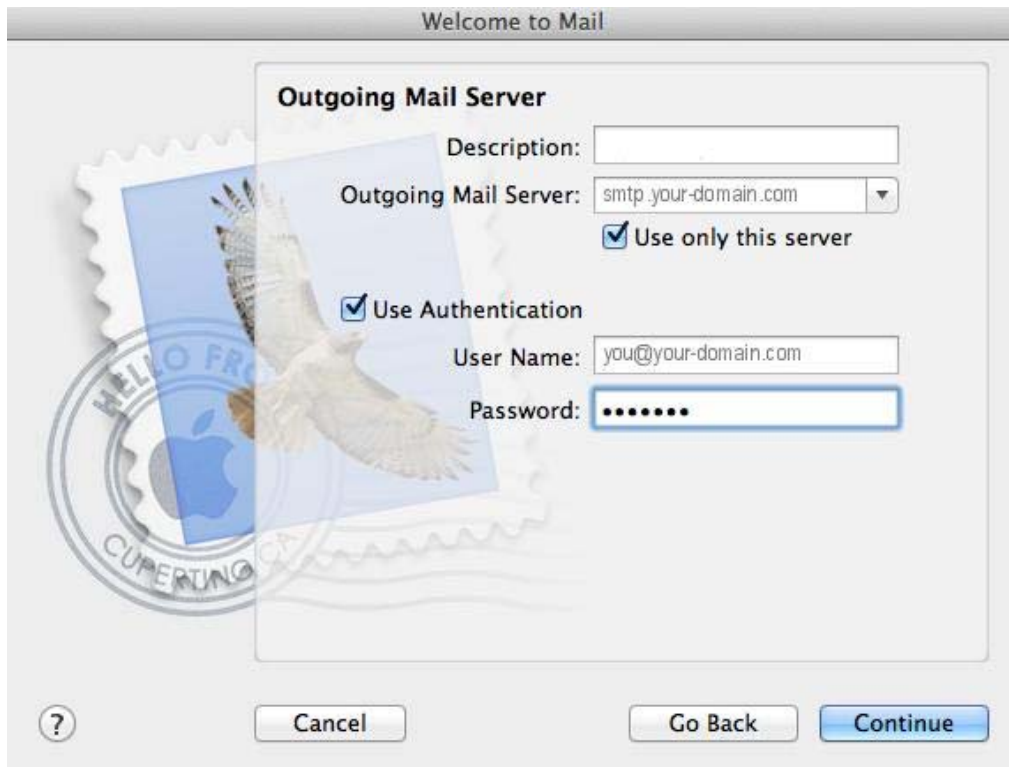 Welcome to Mail
Outgoing Mail Server
Description:
Outgoing Mail Server: smtp.your-domain.com
Use only this server
Use Authentication
User Name: you@your-domain.com
Password: •••••••
HELLO FRO
CUPERTINO CA
? Cancel Go Back Continue